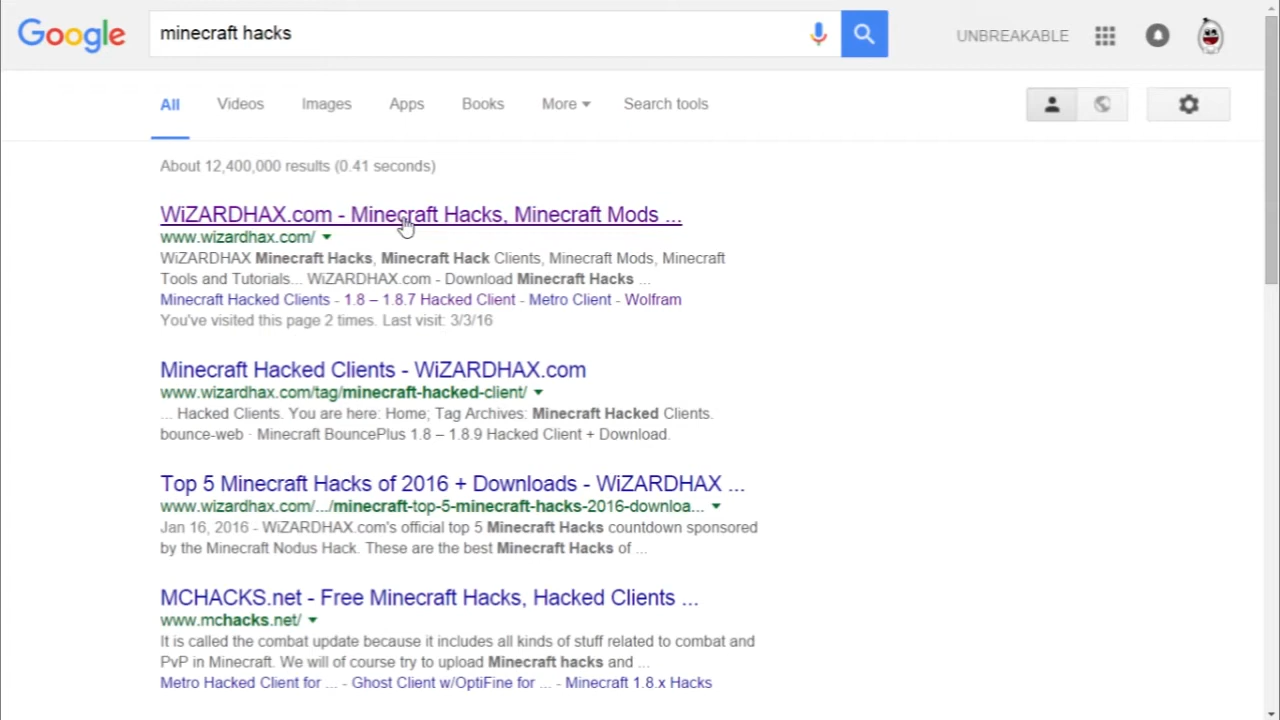 Google
minecraft hacks
UNBREAKABLE
All Videos Images Apps Books More Search tools
About 12,400,000 results (0.41 seconds)
WiZARDHAX.com - Minecraft Hacks, Minecraft Mods ...
www.wizardhax.com/
WiZARDHAX Minecraft Hacks, Minecraft Hack Clients, Minecraft Mods, Minecraft
Tools and Tutorials... WiZARDHAX.com - Download Minecraft Hacks ...
Minecraft Hacked Clients - 1.8 – 1.8.7 Hacked Client - Metro Client - Wolfram
You've visited this page 2 times. Last visit: 3/3/16
Minecraft Hacked Clients - WiZARDHAX.com
www.wizardhax.com/tag/minecraft-hacked-client/
... Hacked Clients. You are here: Home; Tag Archives: Minecraft Hacked Clients.
bounce-web · Minecraft BouncePlus 1.8 – 1.8.9 Hacked Client + Download.
Top 5 Minecraft Hacks of 2016 + Downloads - WiZARDHAX ...
www.wizardhax.com/.../minecraft-top-5-minecraft-hacks-2016-downloa...
Jan 16, 2016 - WiZARDHAX.com's official top 5 Minecraft Hacks countdown sponsored
by the Minecraft Nodus Hack. These are the best Minecraft Hacks of ...
MCHACKS.net - Free Minecraft Hacks, Hacked Clients ...
www.mchacks.net/
It is called the combat update because it includes all kinds of stuff related to combat and
PvP in Minecraft. We will of course try to upload Minecraft hacks and ...
Metro Hacked Client for ... - Ghost Client w/OptiFine for ... - Minecraft 1.8.x Hacks